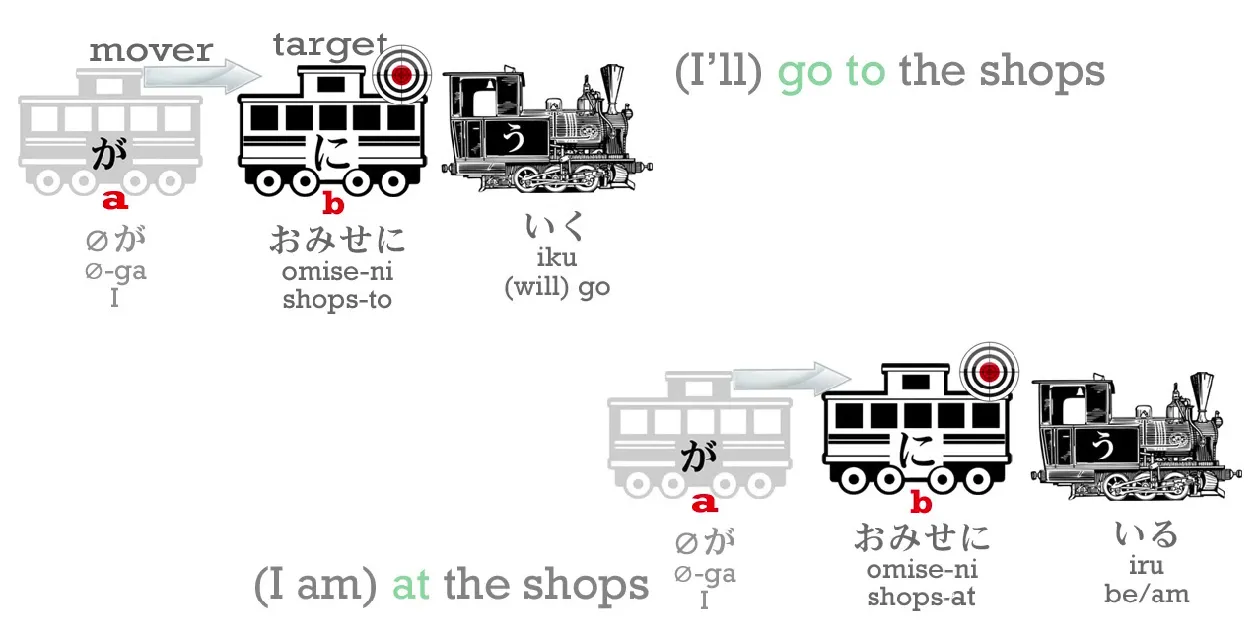 mover
target
(I'll) go to the shops
が
に
う
a
b
∅が
∅-ga
I
おみせに
omise-ni
shops-to
いく
iku
(will) go
が
に
う
a
b
∅が
∅-ga
I
おみせに
omise-ni
shops-at
いる
iru
be/am
(I am) at the shops